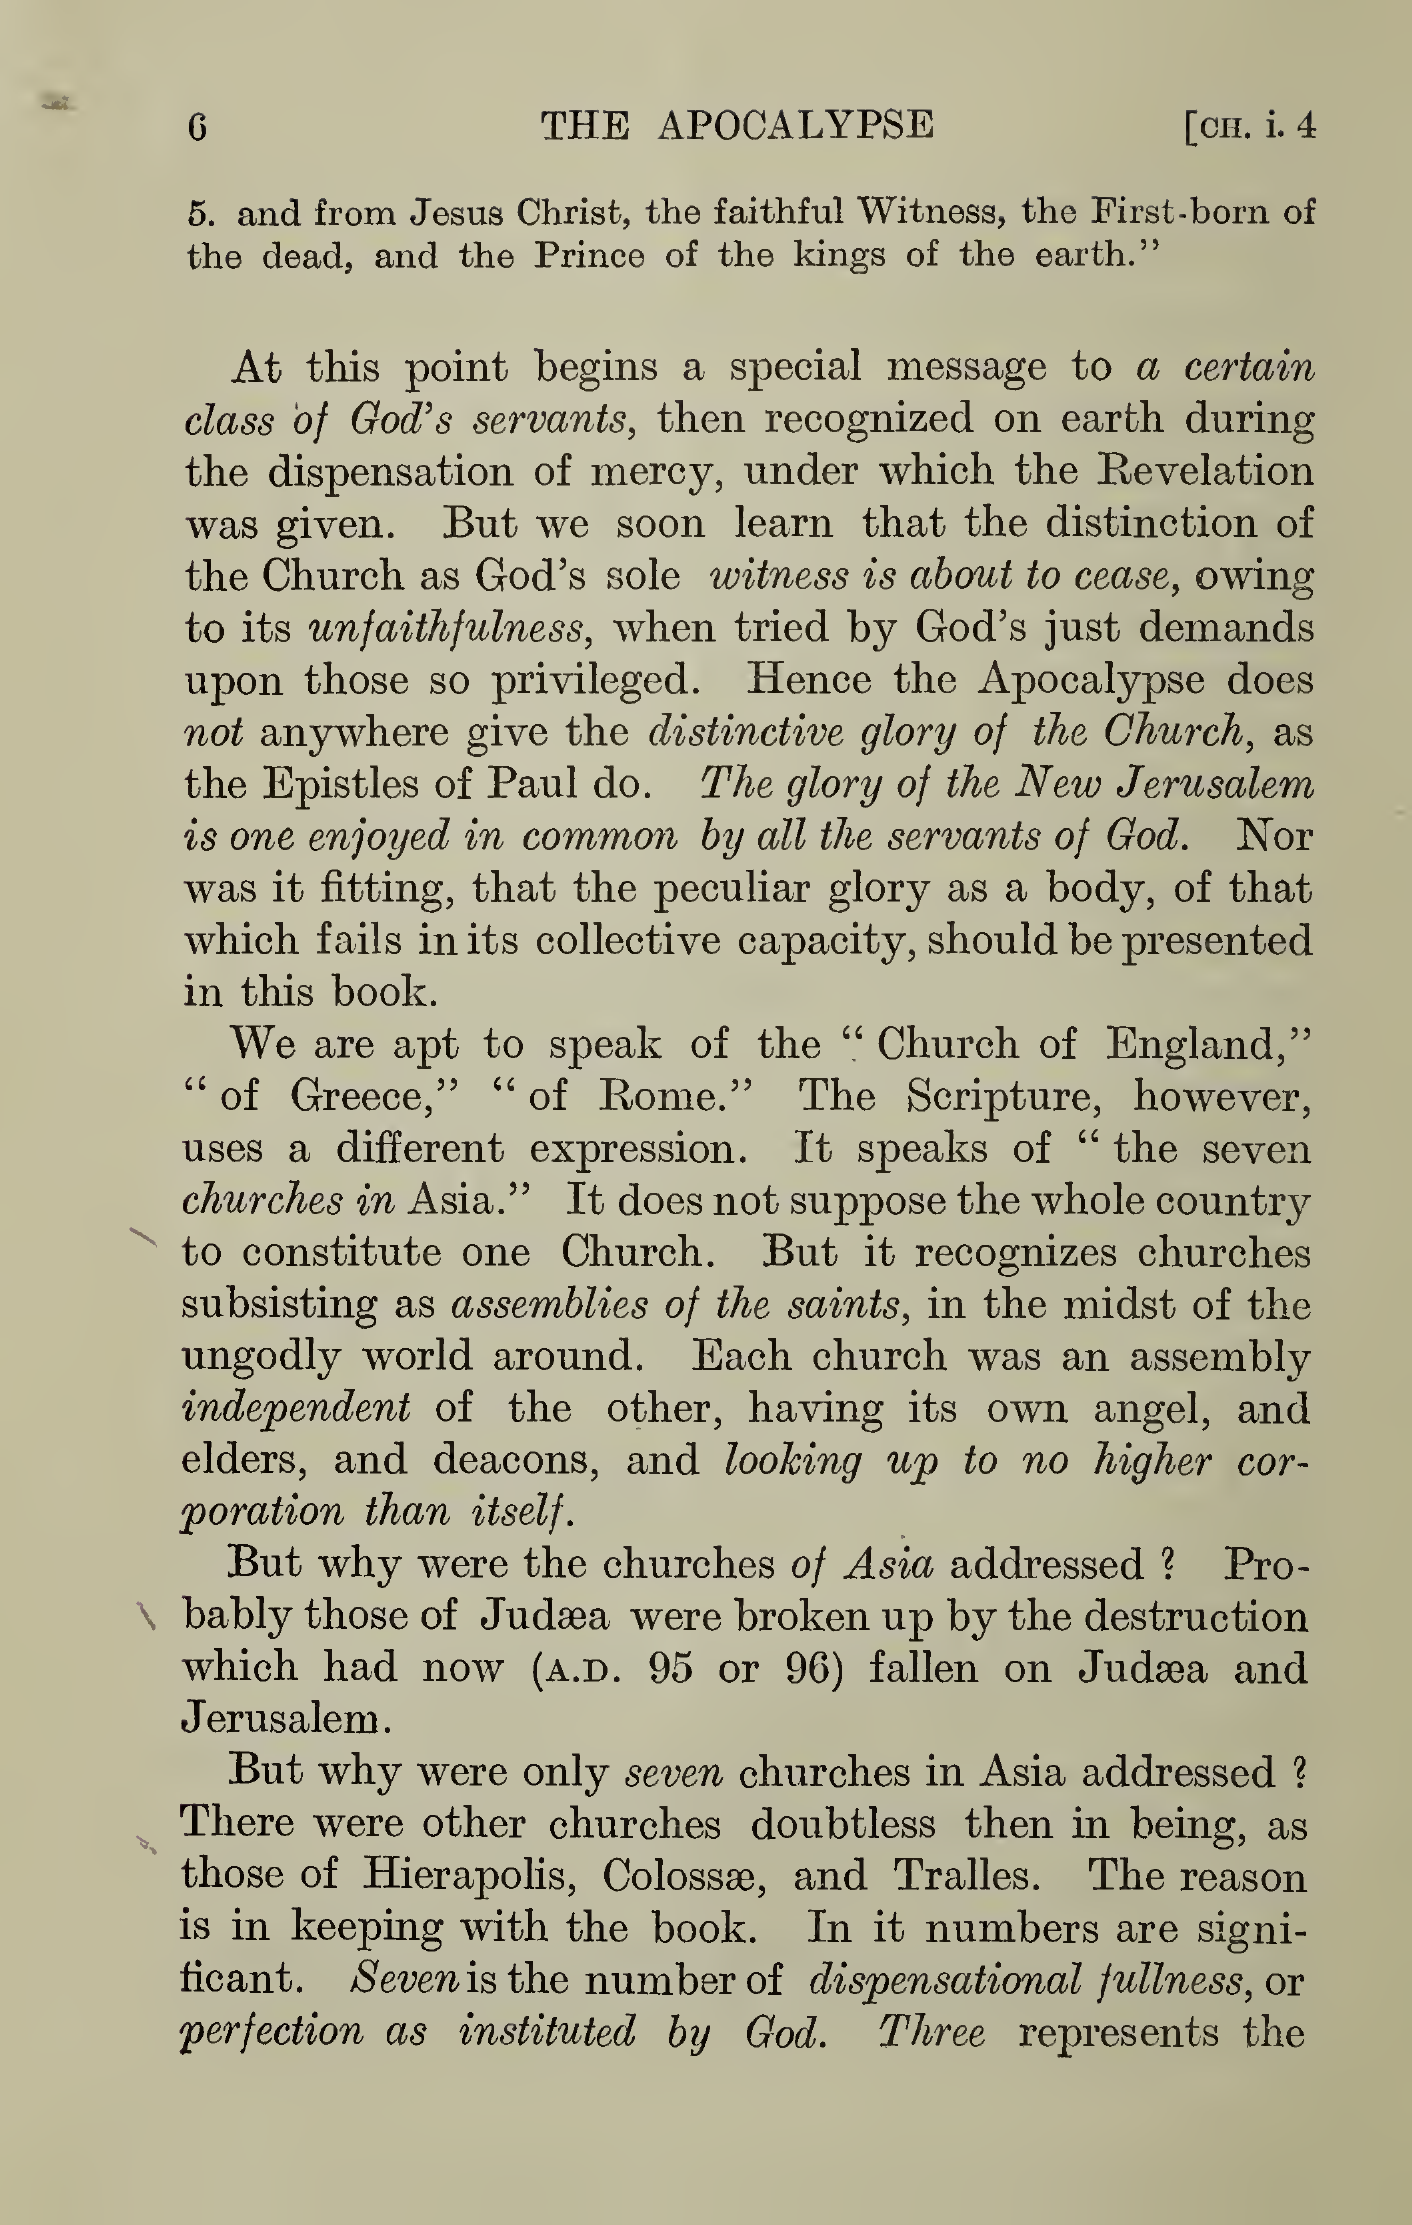 6 THE APOCALYPSE [CH. i. 4
5. and from Jesus Christ, the faithful Witness, the First-born of
the dead, and the Prince of the kings of the earth.”
At this point begins a special message to a certain
class of God’s servants, then recognized on earth during
the dispensation of mercy, under which the Revelation
was given. But we soon learn that the distinction of
the Church as God’s sole witness is about to cease, owing
to its unfaithfulness, when tried by God’s just demands
upon those so privileged. Hence the Apocalypse does
not anywhere give the distinctive glory of the Church, as
the Epistles of Paul do. The glory of the New Jerusalem
is one enjoyed in common by all the servants of God. Nor
was it fitting, that the peculiar glory as a body, of that
which fails in its collective capacity, should be presented
in this book.
We are apt to speak of the “ Church of England,”
“ of Greece,” “ of Rome.” The Scripture, however,
uses a different expression. It speaks of “ the seven
churches in Asia.” It does not suppose the whole country
to constitute one Church. But it recognizes churches
subsisting as assemblies of the saints, in the midst of the
ungodly world around. Each church was an assembly
independent of the other, having its own angel, and
elders, and deacons, and looking up to no higher cor-
poration than itself.
But why were the churches of Asia addressed ? Pro-
bably those of Judæa were broken up by the destruction
which had now (A.D. 95 or 96) fallen on Judæa and
Jerusalem.
But why were only seven churches in Asia addressed ?
There were other churches doubtless then in being, as
those of Hierapolis, Colossæ, and Tralles. The reason
is in keeping with the book. In it numbers are signi-
ficant. Seven is the number of dispensational fullness, or
perfection as instituted by God. Three represents the